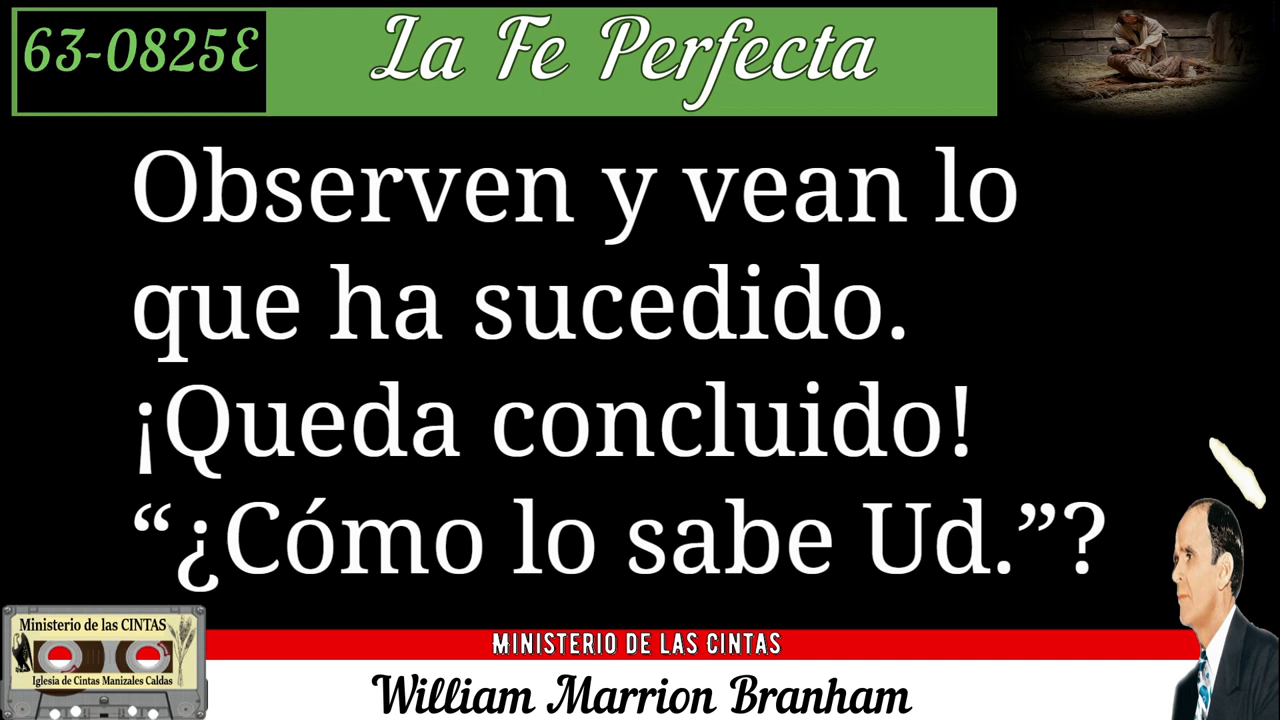 63-0825E
La Fe Perfecta
Observen y vean lo
que ha sucedido.
¡Queda concluido!
“¿Cómo lo sabe Ud.”?
Ministerio de las CINTAS
Iglesia de Cintas Manizales Caldas
MINISTERIO DE LAS CINTAS
William Marrion Branham